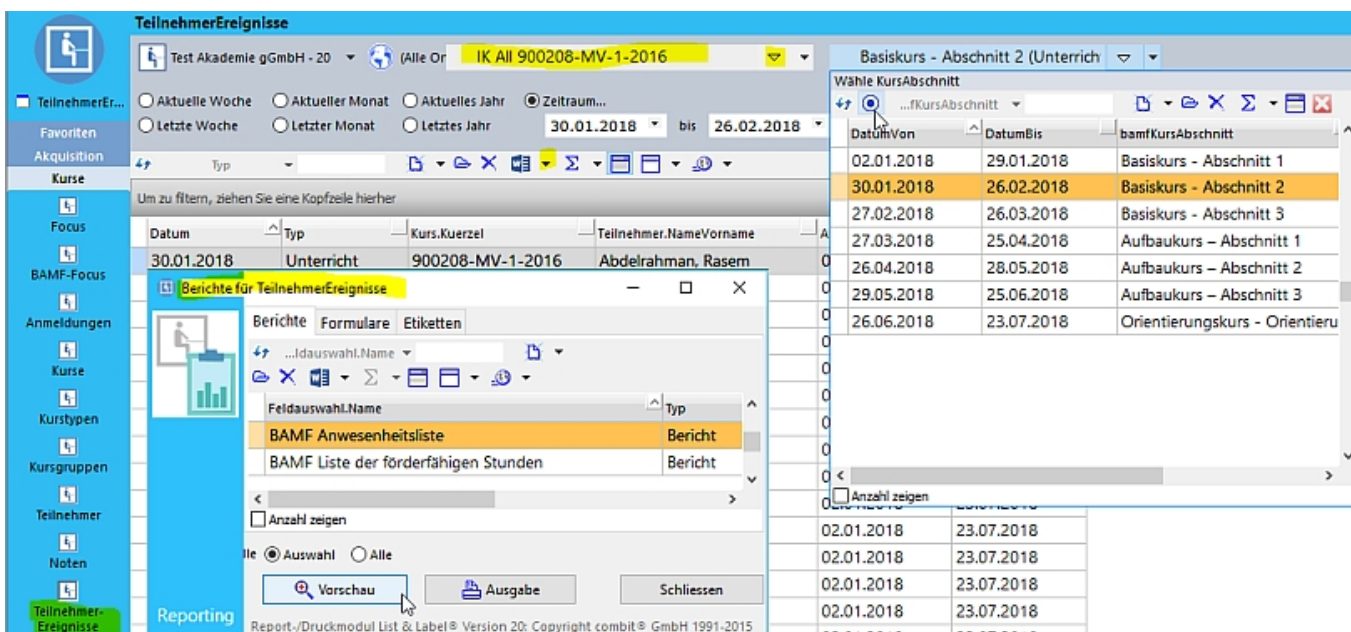 TeilnehmerEreignisse
Test Akademie gGmbH - 20
(Alle Or
IK All 900208-MV-1-2016
Basiskurs - Abschnitt 2 (Unterrich
TeilnehmerEr...
Favoriten
Akquisition
Kurse
Focus
BAMF-Focus
Anmeldungen
Kurse
Kurstypen
Kursgruppen
Teilnehmer
Noten
Teilnehmer-
Ereignisse
Aktuelle Woche Aktueller Monat Aktuelles Jahr Zeitraum...
Letzte Woche Letzter Monat Letztes Jahr 30.01.2018 bis 26.02.2018
Typ
Um zu filtern, ziehen Sie eine Kopfzeile hierher
Datum Typ Kurs.Kuerzel Teilnehmer.NameVorname
30.01.2018 Unterricht 900208-MV-1-2016 Abdelrahman, Rasem
Berichte für TeilnehmerEreignisse
Berichte Formulare Etiketten
...ldauswahl.Name
Feldauswahl.Name Typ
BAMF Anwesenheitsliste Bericht
BAMF Liste der förderfähigen Stunden Bericht
Anzahl zeigen
lle Auswahl Alle
Vorschau Ausgabe Schliessen
Reporting
Report-/Druckmodul List & Label® Version 20: Copyright combit® GmbH 1991-2015
Wähle KursAbschnitt
...fKursAbschnitt
DatumVon DatumBis bamfKursAbschnitt
02.01.2018 29.01.2018 Basiskurs - Abschnitt 1
30.01.2018 26.02.2018 Basiskurs - Abschnitt 2
27.02.2018 26.03.2018 Basiskurs - Abschnitt 3
27.03.2018 25.04.2018 Aufbaukurs – Abschnitt 1
26.04.2018 28.05.2018 Aufbaukurs – Abschnitt 2
29.05.2018 25.06.2018 Aufbaukurs – Abschnitt 3
26.06.2018 23.07.2018 Orientierungskurs - Orientieru
Anzahl zeigen
02.01.2018 23.07.2018
02.01.2018 23.07.2018
02.01.2018 23.07.2018
02.01.2018 23.07.2018